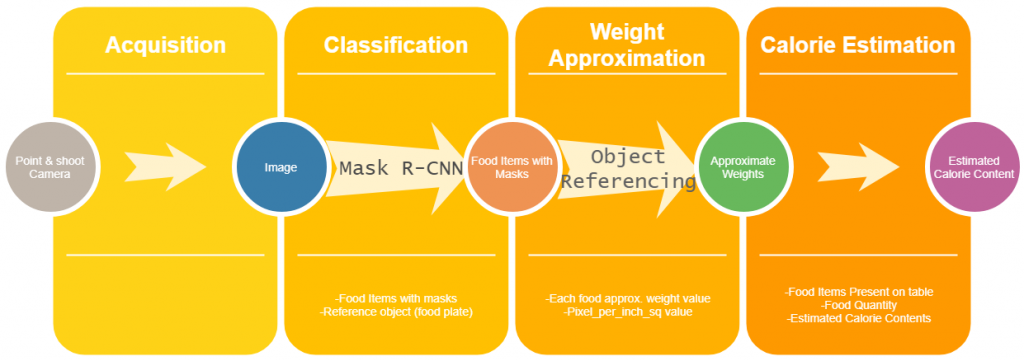 Acquisition
Classification
Weight
Approximation
Calorie Estimation
Point & shoot
Camera
Image
Mask R-CNN
Food Items with
Masks
Object
Referencing
Approximate
Weights
Estimated
Calorie Content
-Food Items with masks
-Reference object (food plate)
-Each food approx. weight value
-Pixel_per_inch_sq value
-Food Items Present on table
-Food Quantity
-Estimated Calorie Contents